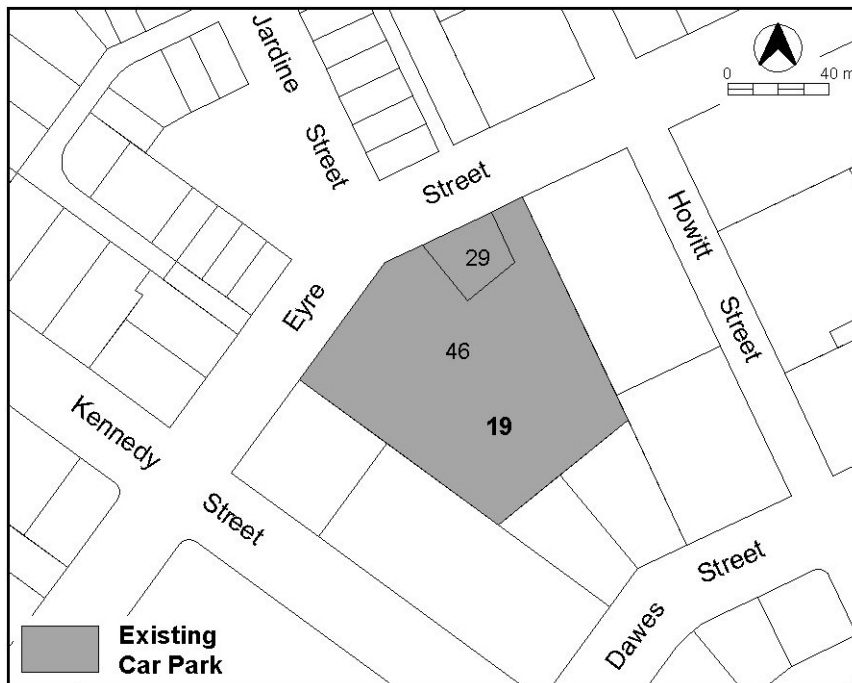 Jardine
Street
0 40 m
Street
Howitt
Street
29
Eyre
46
19
Kennedy
Street
Street
Dawes
Existing
Car Park